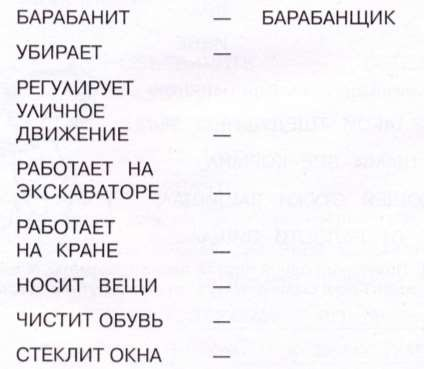 БАРАБАНИТ — БАРАБАНЩИК
УБИРАЕТ —
РЕГУЛИРУЕТ
УЛИЧНОЕ
ДВИЖЕНИЕ —
РАБОТАЕТ НА
ЭКСКАВАТОРЕ —
РАБОТАЕТ
НА КРАНЕ —
НОСИТ ВЕЩИ —
ЧИСТИТ ОБУВЬ —
СТЕКЛИТ ОКНА —